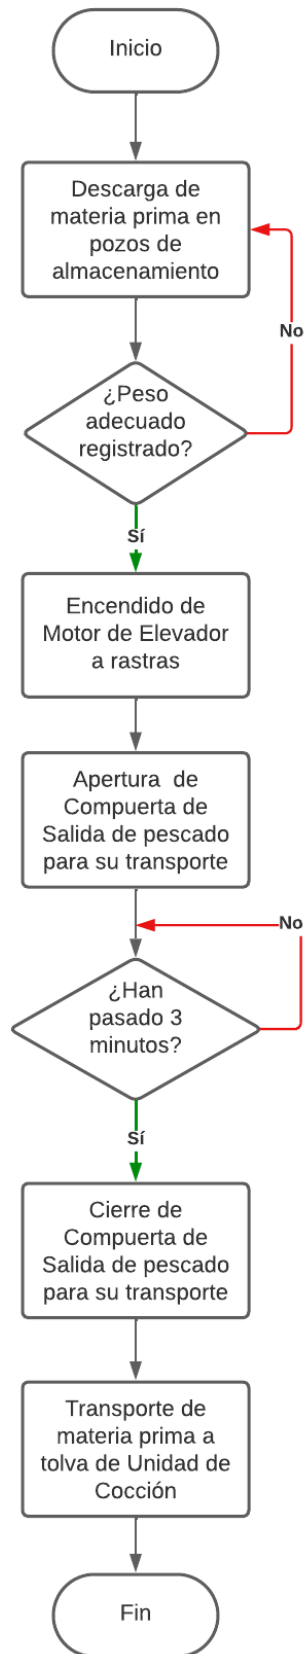 Inicio
Descarga de
materia prima en
pozos de
almacenamiento
No
¿Peso
adecuado
registrado?
Sí
Encendido de
Motor de Elevador
a rastras
Apertura de
Compuerta de
Salida de pescado
para su transporte
No
¿Han
pasado 3
minutos?
Sí
Cierre de
Compuerta de
Salida de pescado
para su transporte
Transporte de
materia prima a
tolva de Unidad de
Cocción
Fin